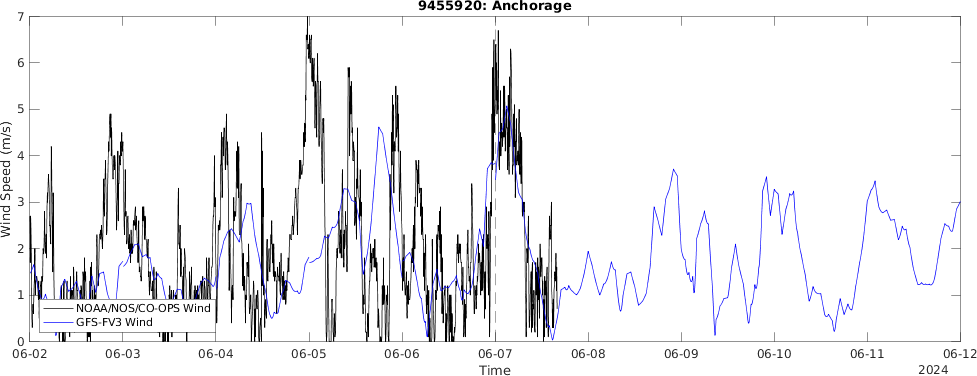 9455920: Anchorage
7
6
5
4
3
2
1
0
Wind Speed (m/s)
NOAA/NOS/CO-OPS Wind
GFS-FV3 Wind
06-02 06-03 06-04 06-05 06-06 06-07 06-08 06-09 06-10 06-11 06-12
Time
2024